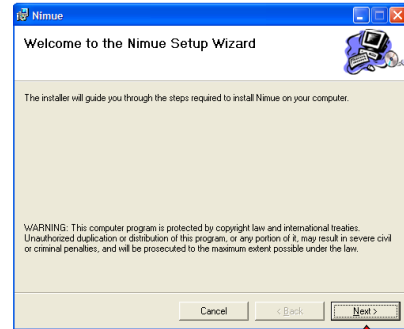 Nimue
Welcome to the Nimue Setup Wizard
The installer will guide you through the steps required to install Nimue on your computer.
WARNING: This computer program is protected by copyright law and international treaties.
Unauthorized duplication or distribution of this program, or any portion of it, may result in severe civil
or criminal penalties, and will be prosecuted to the maximum extent possible under the law.
Cancel
< Back
Next >